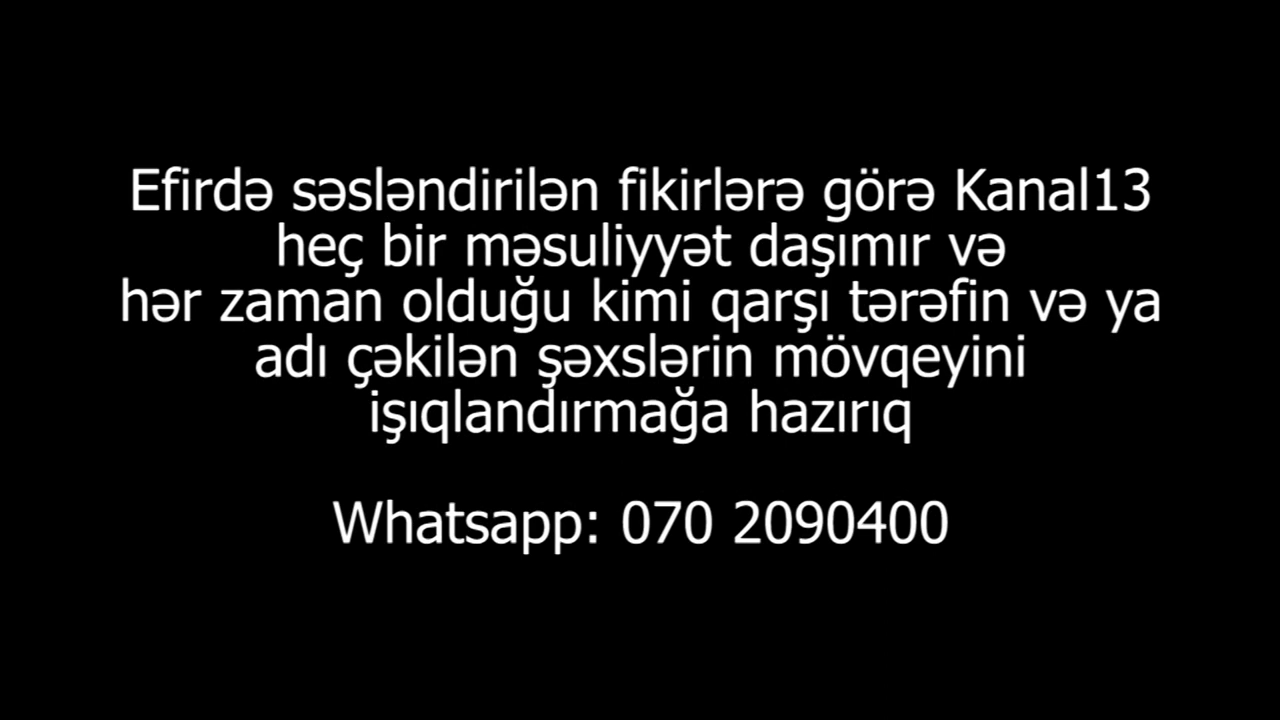 Efirdə səsləndirilən fikirlərə görə Kanal13
heç bir məsuliyyət daşımır və
hər zaman olduğu kimi qarşı tərəfin və ya
adı çəkilən şəxslərin mövqeyini
işıqlandırmağa hazırıq
Whatsapp: 070 2090400